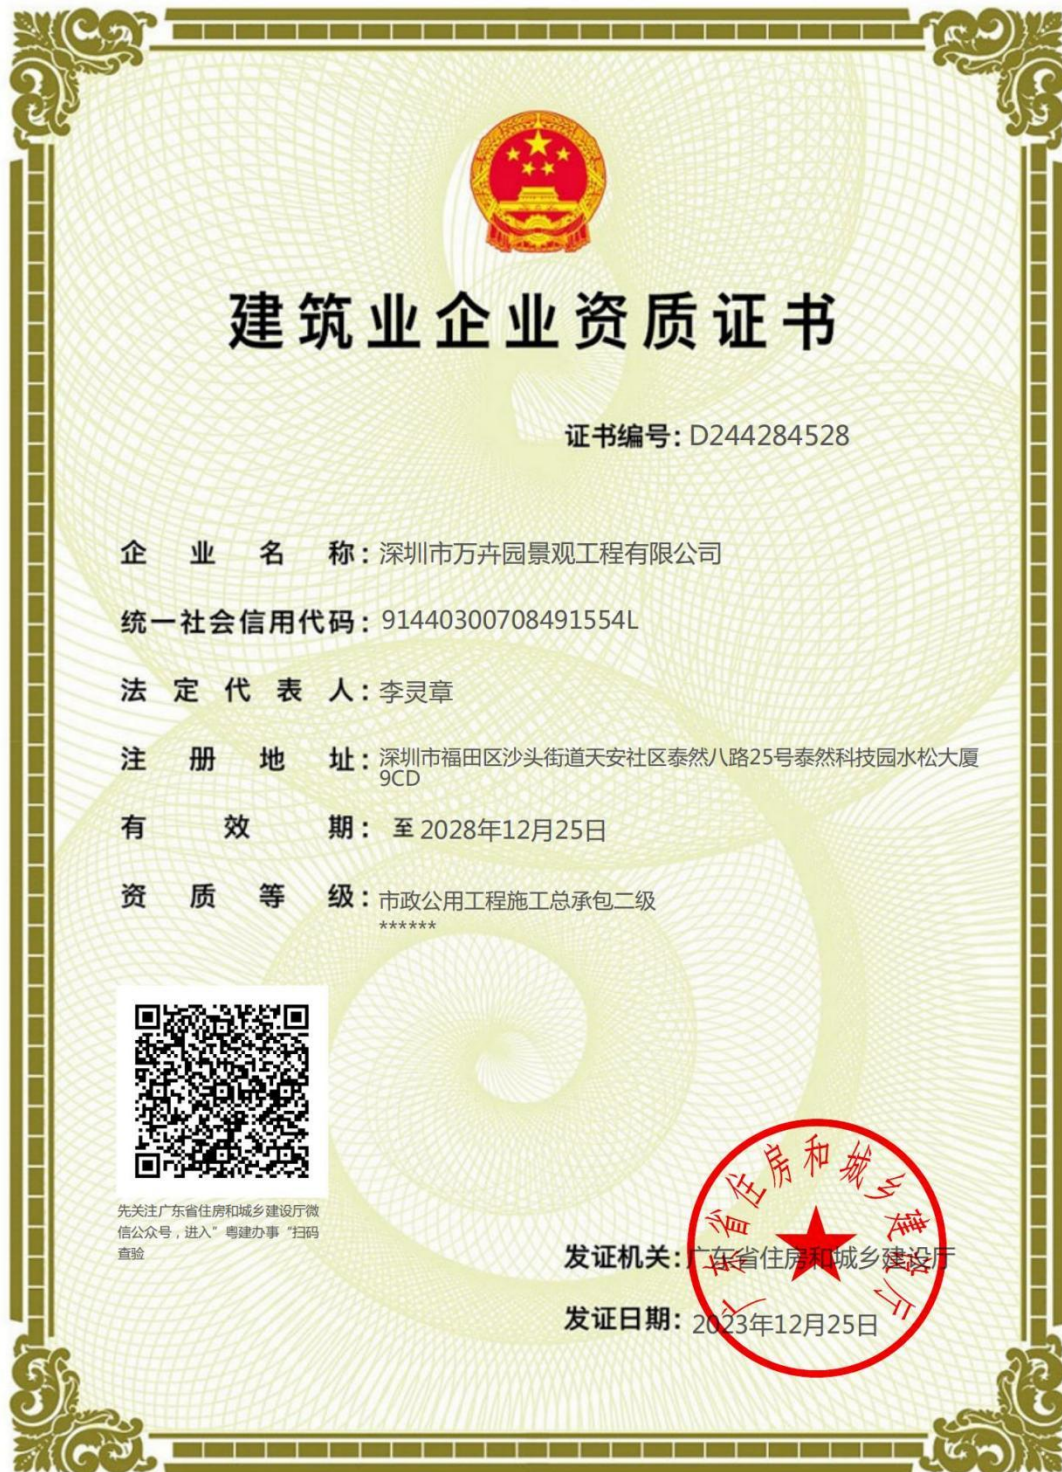 建筑业企业资质证书
证书编号: D244284528
企业名称: 深圳市万卉园景观工程有限公司
统一社会信用代码: 91440300708491554L
法定代表人: 李灵章
注册地址: 深圳市福田区沙头街道天安社区泰然八路25号泰然科技园水松大厦
9CD
有效期: 至 2028年12月25日
资质等级: 市政公用工程施工总承包二级
******
先关注广东省住房和城乡建设厅微
信公众号，进入”粤建办事“扫码
查验
广东省住房和城乡建设厅
发证机关: 广东省住房和城乡建设厅
发证日期: 2023年12月25日